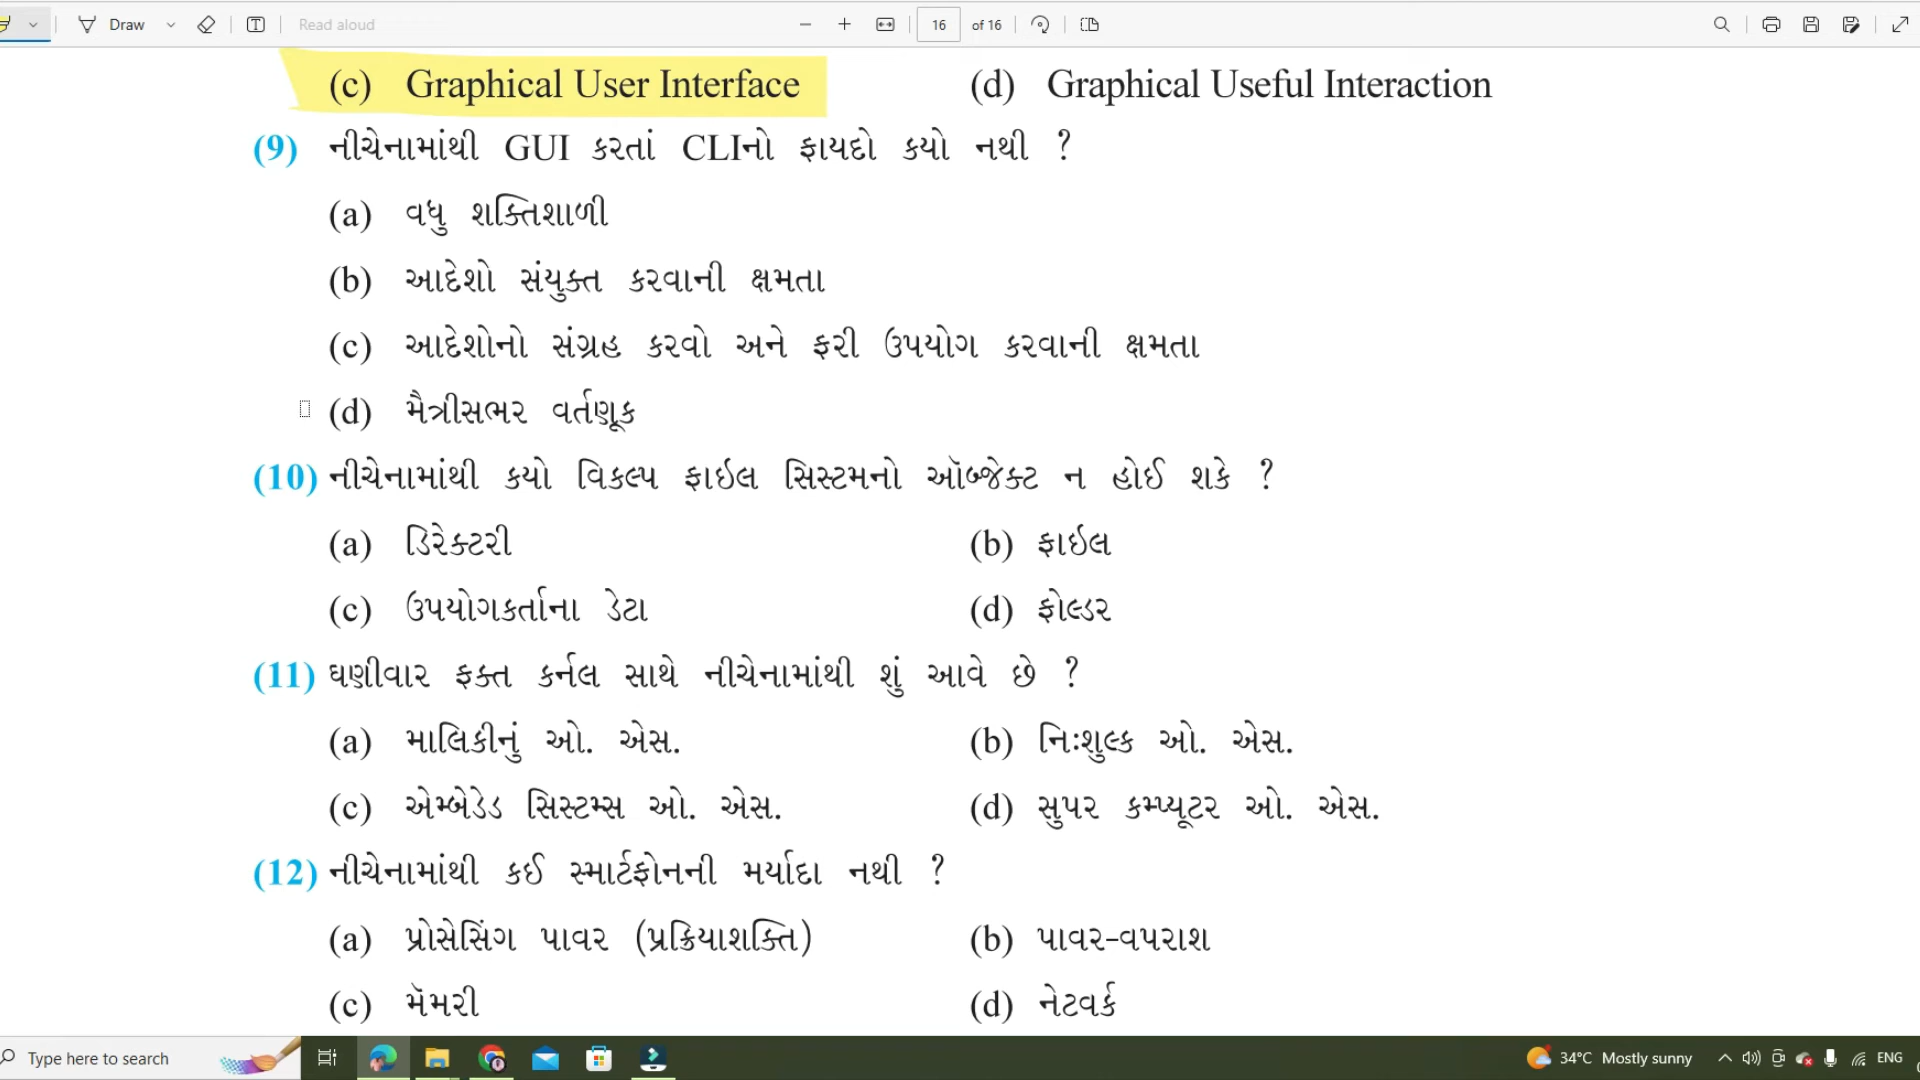 Draw Read aloud 16 of 16
(c) Graphical User Interface (d) Graphical Useful Interaction
(9) નીચેનામાંથી GUI કરતાં CLIનો ફાયદો કયો નથી ?
(a) વધુ શક્તિશાળી
(b) આદેશો સંયુક્ત કરવાની ક્ષમતા
(c) આદેશોનો સંગ્રહ કરવો અને ફરી ઉપયોગ કરવાની ક્ષમતા
(d) મૈત્રીસભર વર્તણૂક
(10) નીચેનામાંથી કયો વિકલ્પ ફાઇલ સિસ્ટમનો ઑબ્જેક્ટ ન હોઈ શકે ?
(a) ડિરેક્ટરી (b) ફાઇલ
(c) ઉપયોગકર્તાના ડેટા (d) ફોલ્ડર
(11) ઘણીવાર ફક્ત કર્નલ સાથે નીચેનામાંથી શું આવે છે ?
(a) માલિકીનું ઓ. એસ. (b) નિઃશુલ્ક ઓ. એસ.
(c) એમ્બેડેડ સિસ્ટમ્સ ઓ. એસ. (d) સુપર કમ્પ્યૂટર ઓ. એસ.
(12) નીચેનામાંથી કઈ સ્માર્ટફોનની મર્યાદા નથી ?
(a) પ્રોસેસિંગ પાવર (પ્રક્રિયાશક્તિ) (b) પાવર-વપરાશ
(c) મૅમરી (d) નેટવર્ક
Type here to search 34°C Mostly sunny ENG